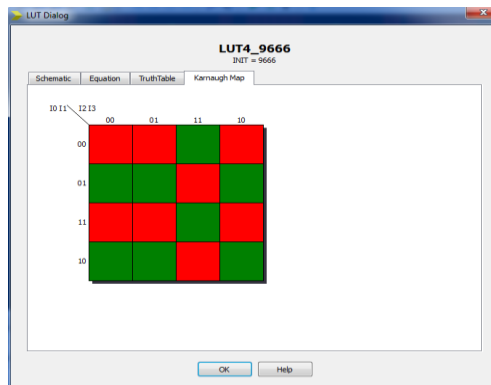 LUT Dialog
LUT4_9666
INIT = 9666
Schematic Equation TruthTable Karnaugh Map
I0 I1 I2 I3
00 01 11 10
00
01
11
10
OK Help